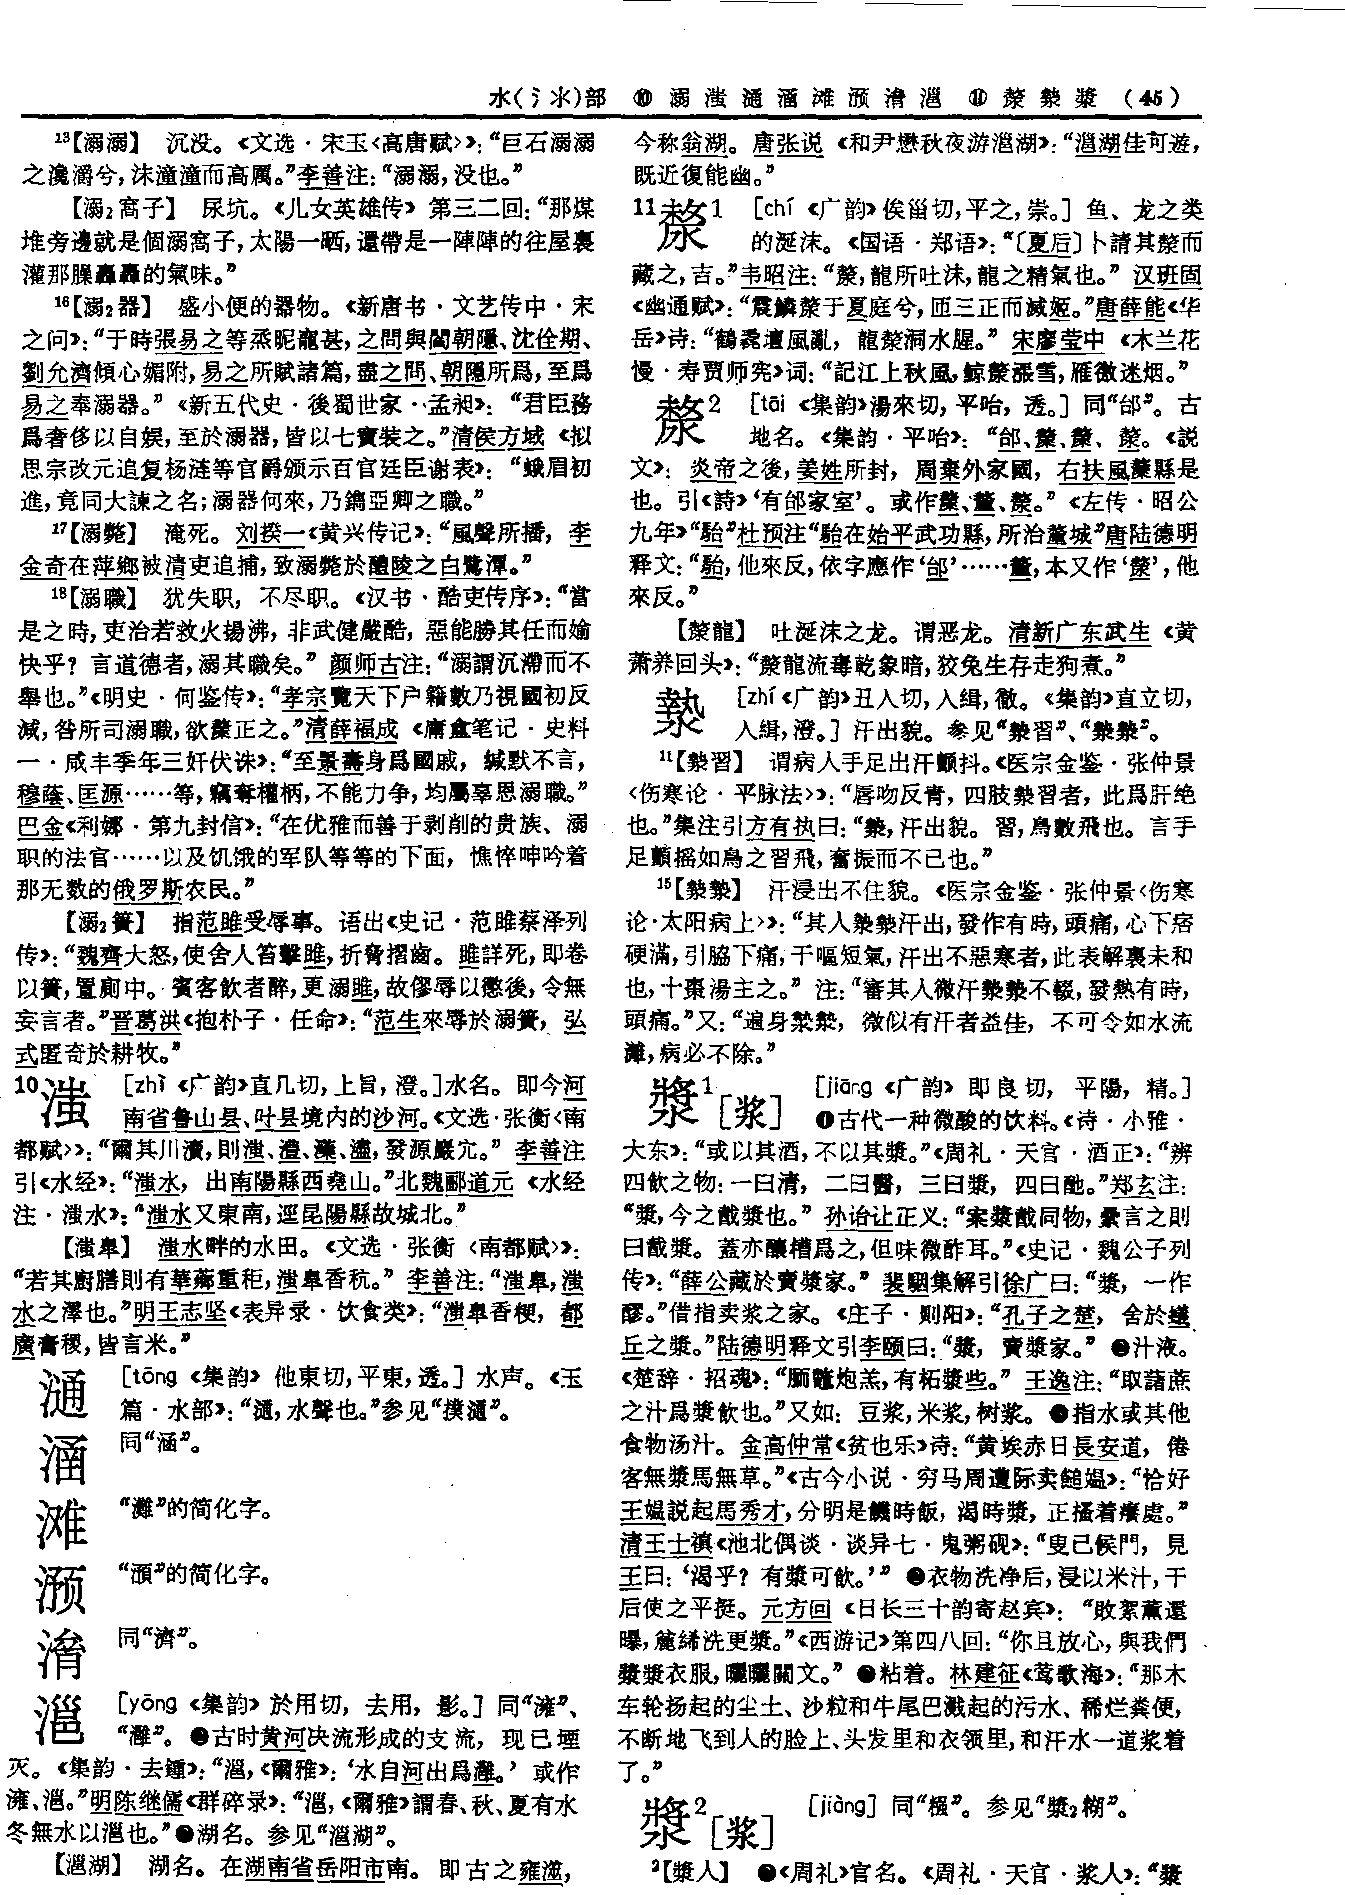 水(氵氺)部 ⑩ 溺滍㵌㴠滩滪滫㴩 ⑪ 漦漐漿 (45)
13【溺溺】 沉没。《文选·宋玉〈高唐赋〉》：“巨石溺溺
之瀺灂兮，沫潼潼而高厲。”李善注：“溺溺，没也。”
【溺₂窩子】 尿坑。《儿女英雄传》第三二回：“那煤
堆旁邊就是個溺窩子，太陽一晒，還帶是一陣陣的往屋裏
灌那臊轟轟的氣味。”
16【溺₂器】 盛小便的器物。《新唐书·文艺传中·宋
之问》：“于時張易之等烝昵寵甚，之問與閻朝隱、沈佺期、
劉允濟傾心媚附，易之所賦諸篇，盡之問、朝隱所爲，至爲
易之奉溺器。”《新五代史·後蜀世家·孟昶》：“君臣務
爲奢侈以自娱，至於溺器，皆以七寶裝之。”清侯方域《拟
思宗改元追复杨涟等官爵颁示百官廷臣谢表》：“蛾眉初
進，竟同大諫之名；溺器何來，乃鐫亞卿之職。”
17【溺斃】 淹死。刘揆一《黄兴传记》：“風聲所播，李
金奇在萍鄉被清吏追捕，致溺斃於醴陵之白鷺潭。”
18【溺職】 犹失职，不尽职。《汉书·酷吏传序》：“當
是之時，吏治若救火揚沸，非武健嚴酷，惡能勝其任而媮
快乎？言道德者，溺其職矣。”颜师古注：“溺謂沉滯而不
舉也。”《明史·何鉴传》：“孝宗覽天下户籍數乃視國初反
減，咎所司溺職，欲釐正之。”清薛福成《庸盦笔记·史料
一·咸丰季年三奸伏诛》：“至景壽身爲國戚，缄默不言，
穆蔭、匡源……等，竊奪權柄，不能力争，均屬辜恩溺職。”
巴金《利娜·第九封信》：“在优雅而善于剥削的贵族、溺
职的法官……以及饥饿的军队等等的下面，憔悴呻吟着
那无数的俄罗斯农民。”
【溺₂簀】 指范雎受辱事。语出《史记·范雎蔡泽列
传》：“魏齊大怒，使舍人笞擊雎，折脅摺齒。雎詳死，即卷
以簀，置廁中。賓客飲者醉，更溺雎，故僇辱以懲後，令無
妄言者。”晋葛洪《抱朴子·任命》：“范生來辱於溺簀，弘
式匿奇於耕牧。”
10滍 [zhì《广韵》直几切，上旨，澄。]水名。即今河
南省鲁山县、叶县境内的沙河。《文选·张衡〈南
都赋〉》：“爾其川瀆，則滍、澧、藻、濜，發源巖宂。”李善注
引《水经》：“滍水，出南陽縣西堯山。”北魏郦道元《水经
注·滍水》：“滍水又東南，逕昆陽縣故城北。”
【滍皋】 滍水畔的水田。《文选·张衡〈南都赋〉》：
“若其廚膳則有華薌重秬，滍皋香秔。”李善注：“滍皋，滍
水之澤也。”明王志坚《表异录·饮食类》：“滍皋香粳，都
廣膏稷，皆言米。”
㵌 [tōng《集韵》他東切，平東，透。]水声。《玉
篇·水部》：“㵌，水聲也。”参见“撲㵌”。
㴠 同“涵”。
滩 “灘”的简化字。
滪 “澦”的简化字。
滫 同“濟”。
㴩 [yōng《集韵》於用切，去用，影。]同“澭”、
“灉”。❶古时黄河决流形成的支流，现已堙
灭。《集韵·去鍾》：“㴩，《爾雅》：‘水自河出爲灉。’或作
澭、㴩。”明陈继儒《群碎录》：“㴩，《爾雅》謂春、秋、夏有水
冬無水以㴩也。”❷湖名。参见“㴩湖”。
【㴩湖】 湖名。在湖南省岳阳市南。即古之雍滋，
今称翁湖。唐张说《和尹懋秋夜游㴩湖》：“㴩湖佳可遊，
既近復能幽。”
11漦1 [chí《广韵》俟甾切，平之，崇。]鱼、龙之类
的涎沫。《国语·郑语》：“〔夏后〕卜請其漦而
藏之，吉。”韦昭注：“漦，龍所吐沫，龍之精氣也。”汉班固
《幽通赋》：“震鱗漦于夏庭兮，匝三正而滅姬。”唐薛能《华
岳》诗：“鶴毳壇風亂，龍漦洞水腥。”宋廖莹中《木兰花
慢·寿贾师宪》词：“記江上秋風，鯨漦漲雪，雁徼迷烟。”
漦2 [tāi《集韵》湯來切，平咍，透。]同“邰”。古
地名。《集韵·平咍》：“邰、斄、釐、漦。《説
文》：炎帝之後，姜姓所封，周棄外家國，右扶風斄縣是
也。引《詩》‘有邰家室’。或作斄、釐、漦。”《左传·昭公
九年》“駘”杜预注“駘在始平武功縣，所治釐城”唐陆德明
释文：“駘，他來反，依字應作‘邰’……釐，本又作‘漦’，他
來反。”
【漦龍】 吐涎沫之龙。谓恶龙。清新广东武生《黄
萧养回头》：“漦龍流毒乾象暗，狡兔生存走狗煮。”
漐 [zhí《广韵》丑入切，入緝，徹。《集韵》直立切，
入緝，澄。]汗出貌。参见“漐習”、“漐漐”。
11【漐習】 谓病人手足出汗颤抖。《医宗金鉴·张仲景
〈伤寒论·平脉法〉》：“唇吻反青，四肢漐習者，此爲肝绝
也。”集注引方有执曰：“漐，汗出貌。習，鳥數飛也。言手
足顫摇如鳥之習飛，奮振而不已也。”
15【漐漐】 汗浸出不住貌。《医宗金鉴·张仲景〈伤寒
论·太阳病上〉》：“其人漐漐汗出，發作有時，頭痛，心下痞
硬滿，引脇下痛，干嘔短氣，汗出不惡寒者，此表解裏未和
也，十棗湯主之。”注：“審其人微汗漐漐不輟，發熱有時，
頭痛。”又：“遍身漐漐，微似有汗者益佳，不可令如水流
灕，病必不除。”
漿1[浆] [jiāng《广韵》即良切，平陽，精。]
❶古代一种微酸的饮料。《诗·小雅·
大东》：“或以其酒，不以其漿。”《周礼·天官·酒正》：“辨
四飲之物：一曰清，二曰醫，三曰漿，四曰酏。”郑玄注：
“漿，今之酨漿也。”孙诒让正义：“案漿酨同物，絫言之則
曰酨漿。蓋亦釀糟爲之，但味微酢耳。”《史记·魏公子列
传》：“薛公藏於賣漿家。”裴駰集解引徐广曰：“漿，一作
醪。”借指卖浆之家。《庄子·则阳》：“孔子之楚，舍於蟻
丘之漿。”陆德明释文引李颐曰：“漿，賣漿家。”❷汁液。
《楚辞·招魂》：“胹鼈炮羔，有柘漿些。”王逸注：“取藷蔗
之汁爲漿飲也。”又如：豆浆，米浆，树浆。❸指水或其他
食物汤汁。金高仲常《贫也乐》诗：“黄埃赤日長安道，倦
客無漿馬無草。”《古今小说·穷马周遭际卖䭔媪》：“恰好
王媪説起馬秀才，分明是饑時飯，渴時漿，正搔着癢處。”
清王士禛《池北偶谈·谈异七·鬼粥砚》：“叟已候門，見
王曰：‘渴乎？有漿可飲。’”❹衣物洗净后，浸以米汁，干
后使之平挺。元方回《日长三十韵寄赵宾》：“敗絮薰還
曝，麄絺洗更漿。”《西游记》第四八回：“你且放心，與我們
漿漿衣服，曬曬關文。”❺粘着。林建征《莺歌海》：“那木
车轮扬起的尘土、沙粒和牛尾巴溅起的污水、稀烂粪便，
不断地飞到人的脸上、头发里和衣领里，和汗水一道浆着
了。”
漿2[浆] [jiàng] 同“糨”。参见“漿₂糊”。
2【漿人】 ❶《周礼》官名。《周礼·天官·浆人》：“漿